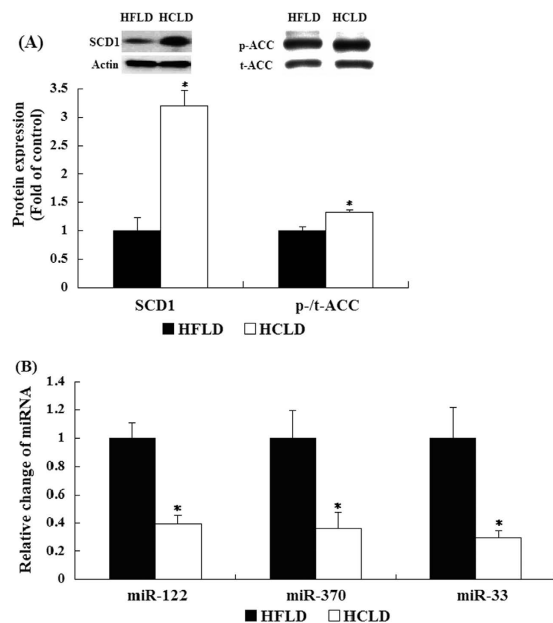 HFLD HCLD
HFLD HCLD
(A)
SCD1
Actin
p-ACC
t-ACC
Protein expression
(Fold of control)
3.5
3
2.5
2
1.5
1
0.5
0
*
*
SCD1
p-/t-ACC
HFLD HCLD
(B)
Relative change of miRNA
1.4
1.2
1
0.8
0.6
0.4
0.2
0
*
*
*
miR-122
miR-370
miR-33
HFLD HCLD